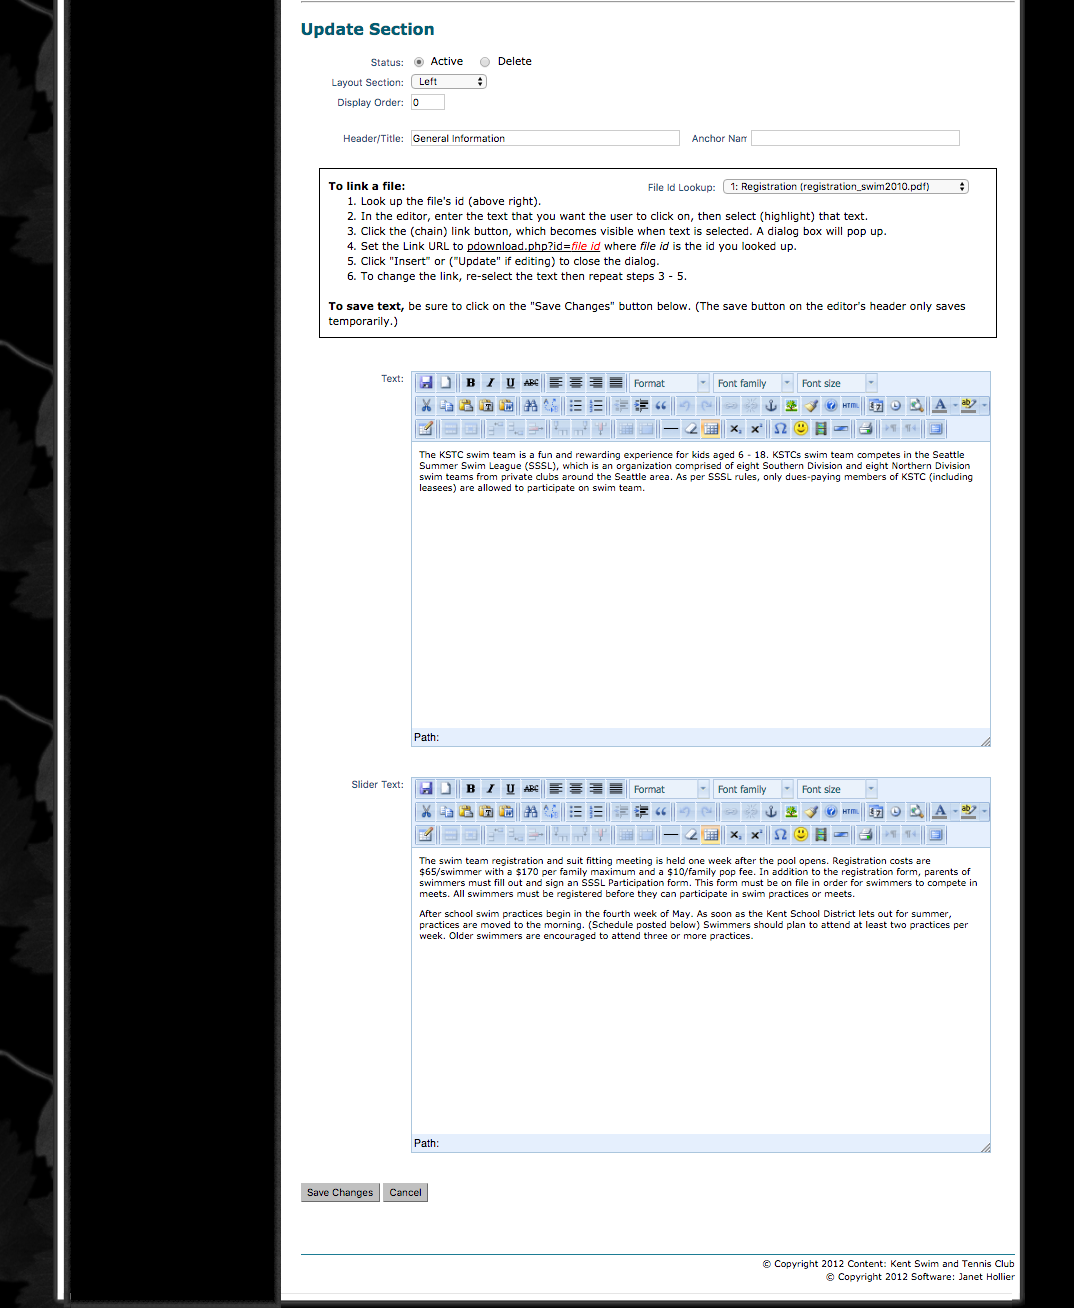 Update Section
Status: Active Delete
Layout Section: Left
Display Order: 0
Header/Title: General Information Anchor Nam
To link a file: File Id Lookup: 1: Registration (registration_swim2010.pdf)
1. Look up the file's id (above right).
2. In the editor, enter the text that you want the user to click on, then select (highlight) that text.
3. Click the (chain) link button, which becomes visible when text is selected. A dialog box will pop up.
4. Set the Link URL to pdownload.php?id=file id where file id is the id you looked up.
5. Click "Insert" or ("Update" if editing) to close the dialog.
6. To change the link, re-select the text then repeat steps 3 - 5.
To save text, be sure to click on the "Save Changes" button below. (The save button on the editor's header only saves
temporarily.)
Text: B I U ABC Format Font family Font size
HTML A ab
The KSTC swim team is a fun and rewarding experience for kids aged 6 - 18. KSTCs swim team competes in the Seattle
Summer Swim League (SSSL), which is an organization comprised of eight Southern Division and eight Northern Division
swim teams from private clubs around the Seattle area. As per SSSL rules, only dues-paying members of KSTC (including
leasees) are allowed to participate on swim team.
Path:
Slider Text: B I U ABC Format Font family Font size
HTML A ab
The swim team registration and suit fitting meeting is held one week after the pool opens. Registration costs are
$65/swimmer with a $170 per family maximum and a $10/family pop fee. In addition to the registration form, parents of
swimmers must fill out and sign an SSSL Participation form. This form must be on file in order for swimmers to compete in
meets. All swimmers must be registered before they can participate in swim practices or meets.
After school swim practices begin in the fourth week of May. As soon as the Kent School District lets out for summer,
practices are moved to the morning. (Schedule posted below) Swimmers should plan to attend at least two practices per
week. Older swimmers are encouraged to attend three or more practices.
Path:
Save Changes Cancel
© Copyright 2012 Content: Kent Swim and Tennis Club
© Copyright 2012 Software: Janet Hollier